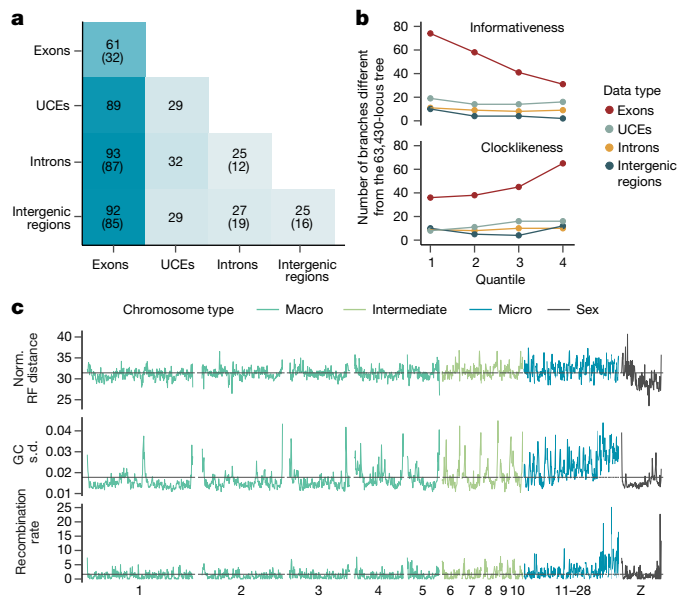 a
Exons
UCEs
Introns
Intergenic
regions
61
(32)
89
29
93
(87)
32
25
(12)
92
(85)
29
27
(19)
25
(16)
Exons
UCEs
Introns
Intergenic
regions
b
Number of branches different
from the 63,430-locus tree
Informativeness
80
60
40
20
0
Clocklikeness
80
60
40
20
0
1
2
3
4
Quantile
Data type
Exons
UCEs
Introns
Intergenic
regions
c
Chromosome type
Macro
Intermediate
Micro
Sex
Norm.
RF distance
40
35
30
25
GC
s.d.
0.04
0.03
0.02
0.01
Recombination
rate
25
20
15
10
5
0
1
2
3
4
5
6
7
8
9
10
11–28
Z